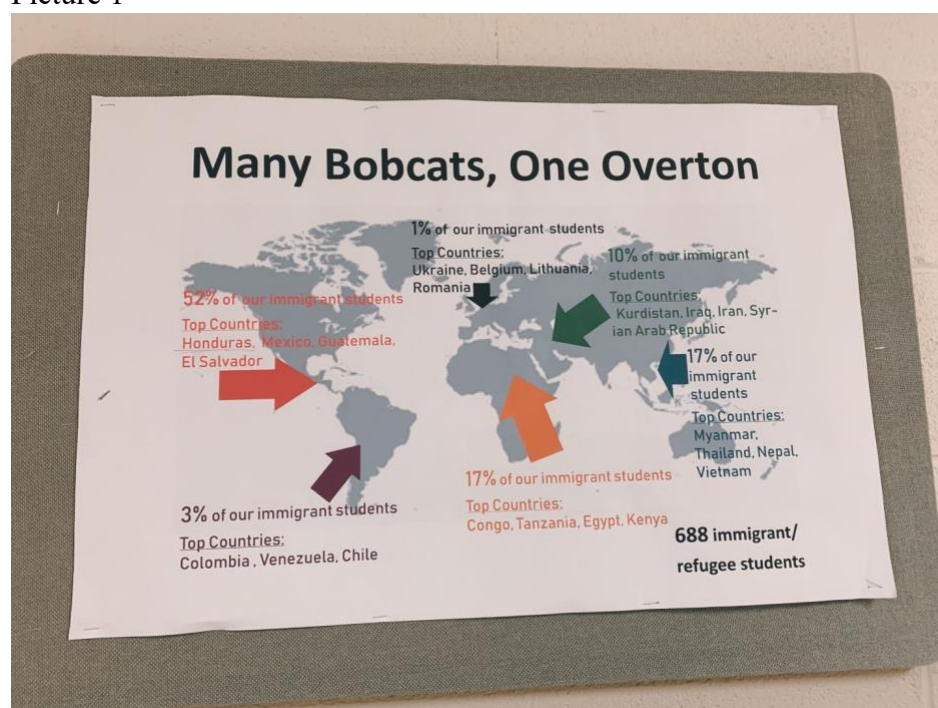 Picture 1
Many Bobcats, One Overton
1% of our immigrant students
Top Countries:
Ukraine, Belgium, Lithuania,
Romania
10% of our immigrant
students
Top Countries:
Kurdistan, Iraq, Iran, Syr-
ian Arab Republic
52% of our immigrant students
Top Countries:
Honduras, Mexico, Guatemala,
El Salvador
17% of our
immigrant
students
Top Countries:
Myanmar,
Thailand, Nepal,
Vietnam
17% of our immigrant students
Top Countries:
Congo, Tanzania, Egypt, Kenya
3% of our immigrant students
Top Countries:
Colombia , Venezuela, Chile
688 immigrant/
refugee students